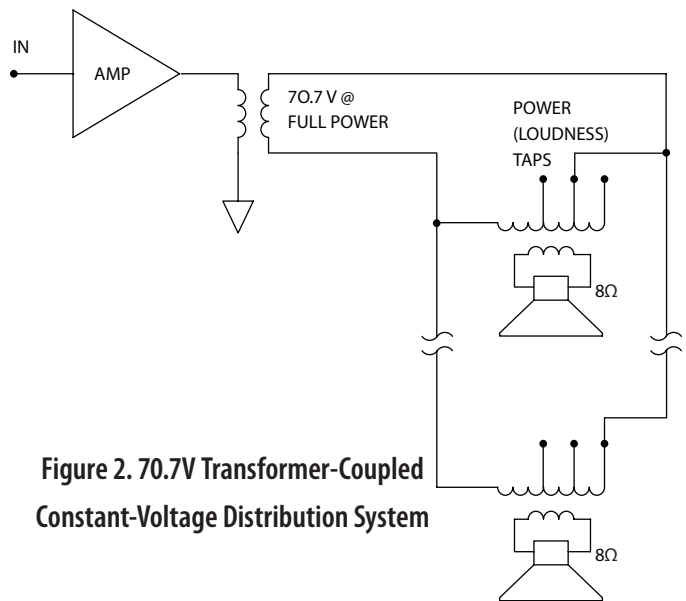 IN
AMP
7O.7 V @
FULL POWER
POWER
(LOUDNESS)
TAPS
8Ω
Figure 2. 70.7V Transformer-Coupled
Constant-Voltage Distribution System
8Ω